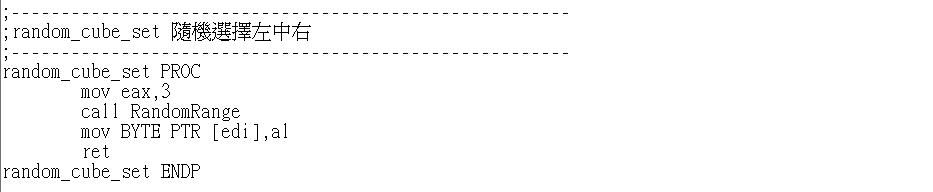 ;--------------------------------------------------------
;random_cube_set 隨機選擇左中右
;--------------------------------------------------------
random_cube_set PROC
        mov eax,3
        call RandomRange
        mov BYTE PTR [edi],al
        ret
random_cube_set ENDP